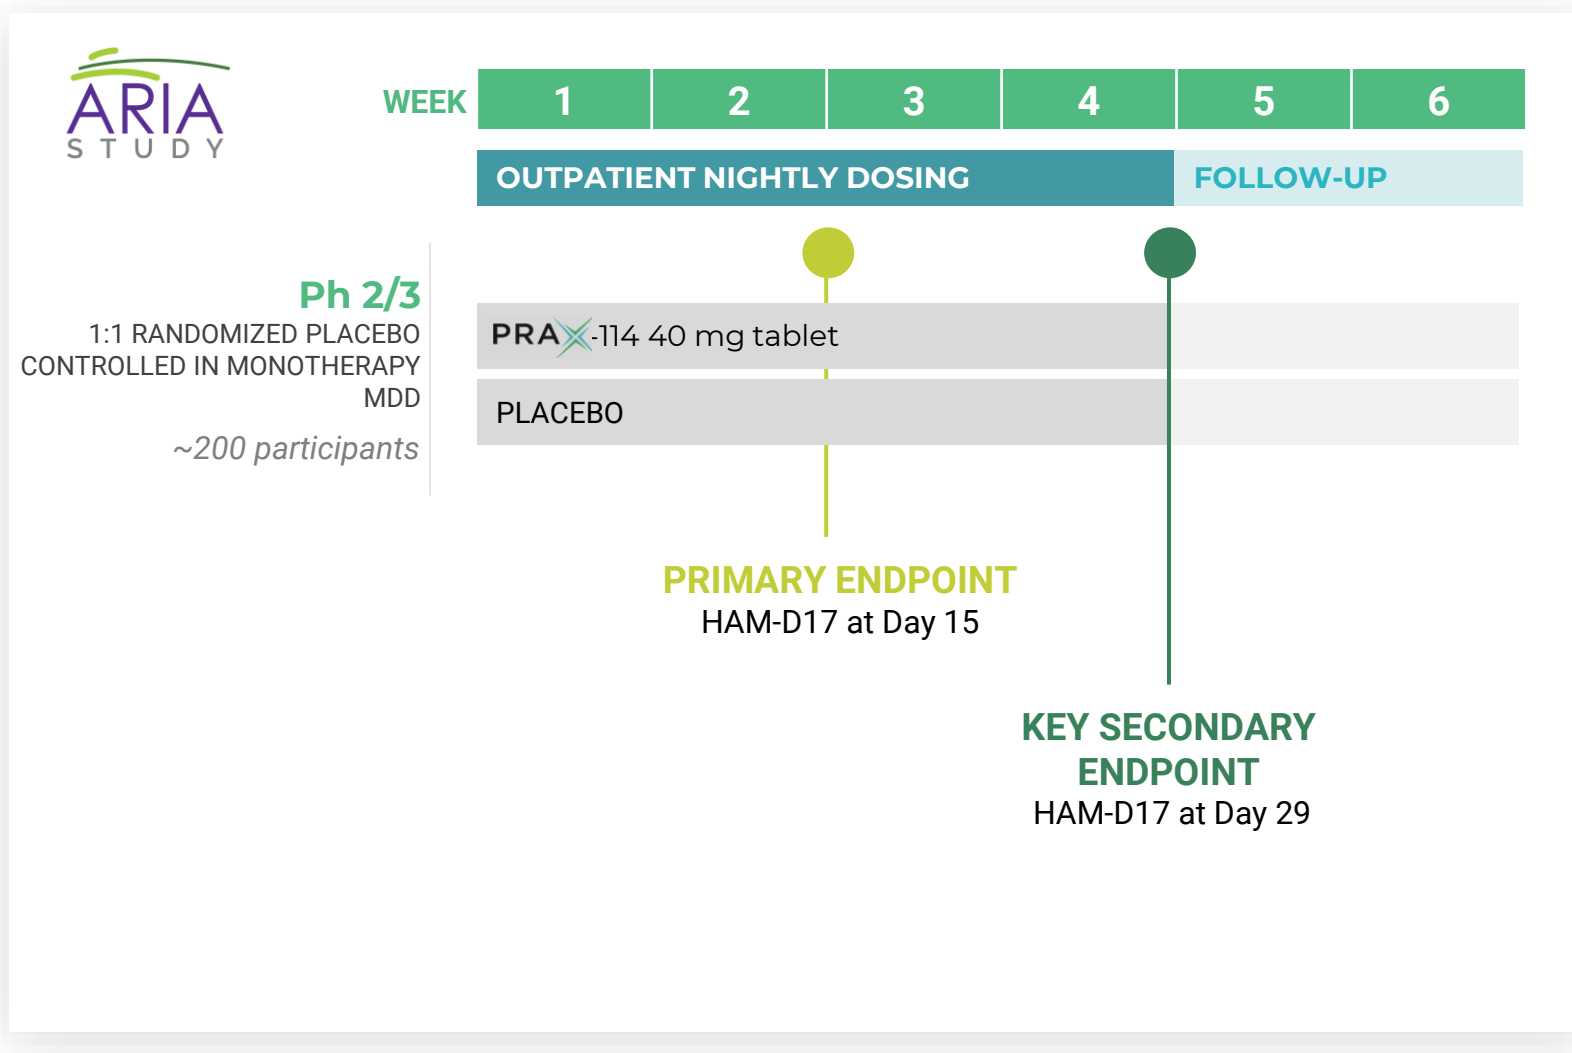 ARIA
STUDY
WEEK 1 2 3 4 5 6
OUTPATIENT NIGHTLY DOSING FOLLOW-UP
Ph 2/3
1:1 RANDOMIZED PLACEBO
CONTROLLED IN MONOTHERAPY
MDD
~200 participants
PRAX-114 40 mg tablet
PLACEBO
PRIMARY ENDPOINT
HAM-D17 at Day 15
KEY SECONDARY
ENDPOINT
HAM-D17 at Day 29